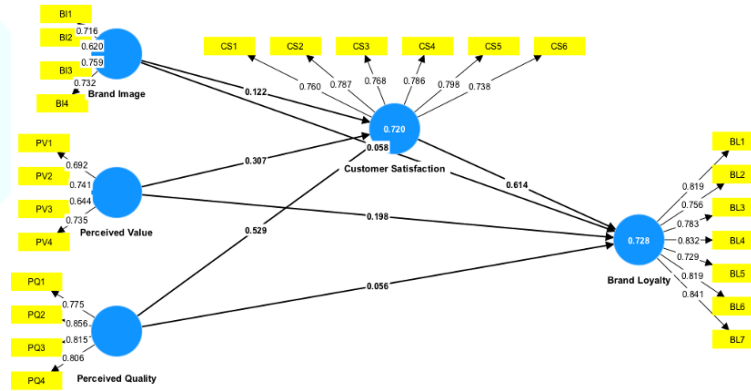 BI1
0.716
BI2
0.620
0.759
BI3
0.732
BI4
Brand Image
CS1
CS2
CS3
CS4
CS5
CS6
0.760
0.787
0.768
0.786
0.798
0.738
0.720
Customer Satisfaction
0.122
0.058
0.307
0.614
0.198
0.529
0.056
PV1
0.692
PV2
0.741
0.644
PV3
0.735
PV4
Perceived Value
PQ1
0.775
PQ2
0.856
0.815
PQ3
0.806
PQ4
Perceived Quality
0.728
Brand Loyalty
BL1
0.819
BL2
0.756
BL3
0.783
0.832
BL4
0.729
BL5
0.819
BL6
0.841
BL7